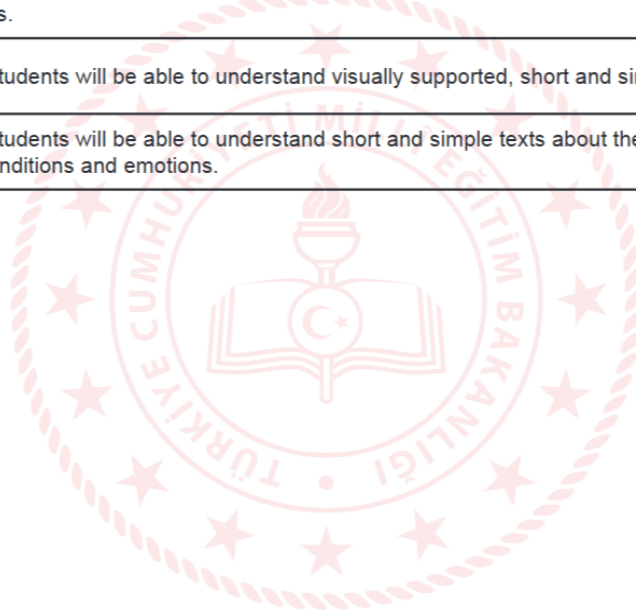 s.
tudents will be able to understand visually supported, short and si
tudents will be able to understand short and simple texts about the
nditions and emotions.
TÜRKİYE CUMHURİYETİ MİLLÎ EĞİTİM BAKANLIĞI